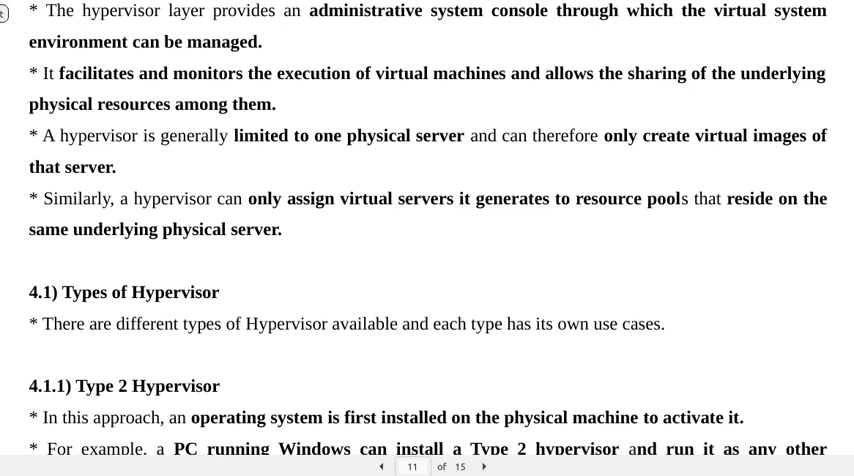 * The hypervisor layer provides an administrative system console through which the virtual system
environment can be managed.
* It facilitates and monitors the execution of virtual machines and allows the sharing of the underlying
physical resources among them.
* A hypervisor is generally limited to one physical server and can therefore only create virtual images of
that server.
* Similarly, a hypervisor can only assign virtual servers it generates to resource pools that reside on the
same underlying physical server.
4.1) Types of Hypervisor
* There are different types of Hypervisor available and each type has its own use cases.
4.1.1) Type 2 Hypervisor
* In this approach, an operating system is first installed on the physical machine to activate it.
* For example, a PC running Windows can install a Type 2 hypervisor and run it as any other
11 of 15